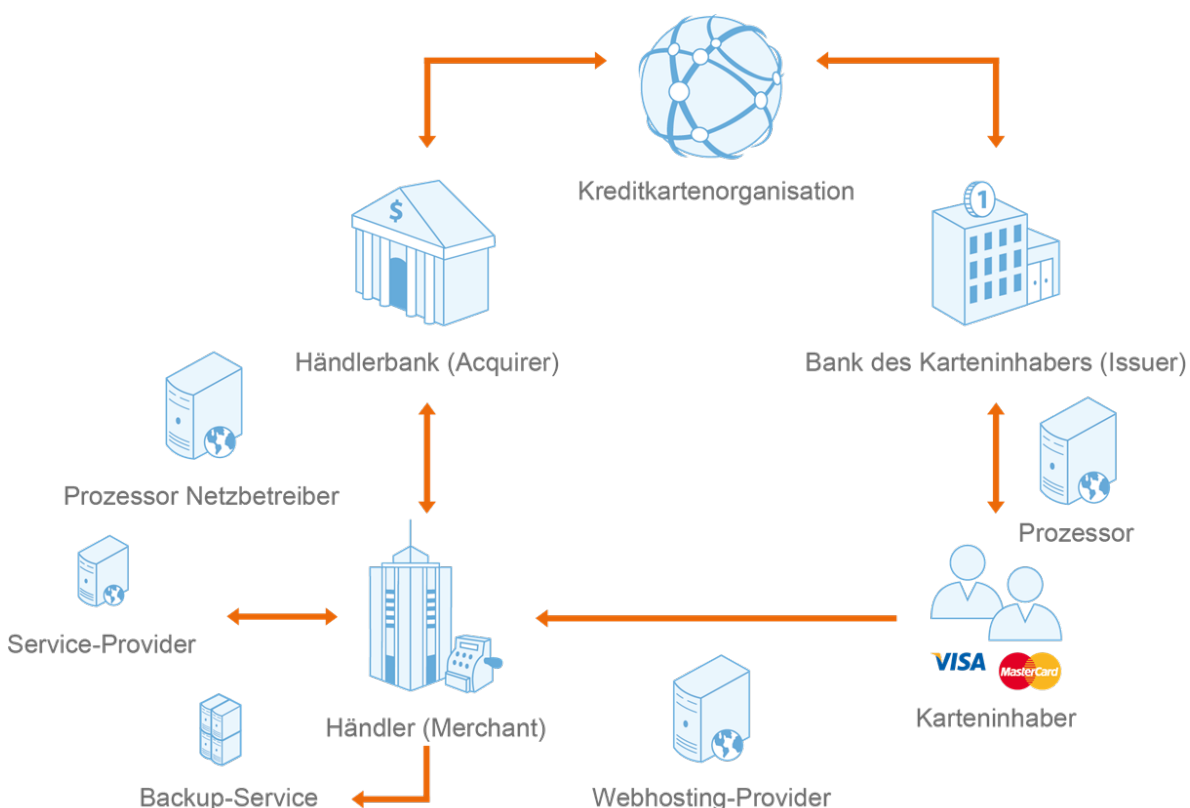 Kreditkartenorganisation
$
1
Händlerbank (Acquirer)
Bank des Karteninhabers (Issuer)
Prozessor Netzbetreiber
Prozessor
Service-Provider
VISA
MasterCard
Händler (Merchant)
Karteninhaber
Backup-Service
Webhosting-Provider